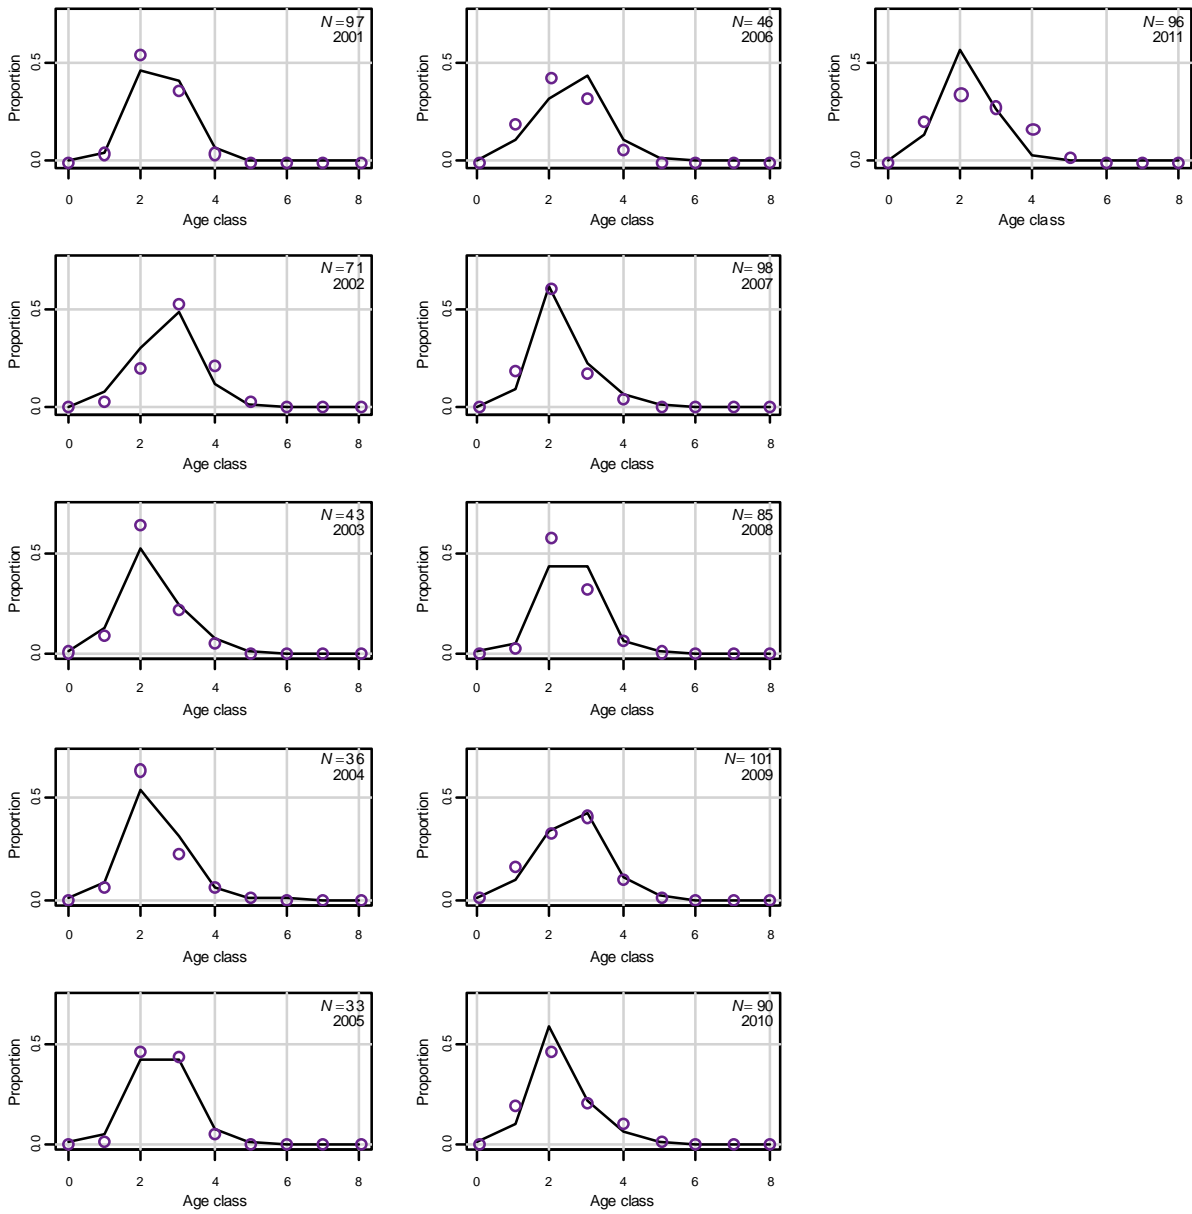 N=97
2001
Proportion
0.5
0.0
0 2 4 6 8
Age class
N=71
2002
Proportion
0.5
0.0
0 2 4 6 8
Age class
N=43
2003
Proportion
0.5
0.0
0 2 4 6 8
Age class
N=36
2004
Proportion
0.5
0.0
0 2 4 6 8
Age class
N=33
2005
Proportion
0.5
0.0
0 2 4 6 8
Age class
N= 46
2006
Proportion
0.5
0.0
0 2 4 6 8
Age class
N= 98
2007
Proportion
0.5
0.0
0 2 4 6 8
Age class
N= 85
2008
Proportion
0.5
0.0
0 2 4 6 8
Age class
N= 101
2009
Proportion
0.5
0.0
0 2 4 6 8
Age class
N= 90
2010
Proportion
0.5
0.0
0 2 4 6 8
Age class
N= 96
2011
Proportion
0.5
0.0
0 2 4 6 8
Age class